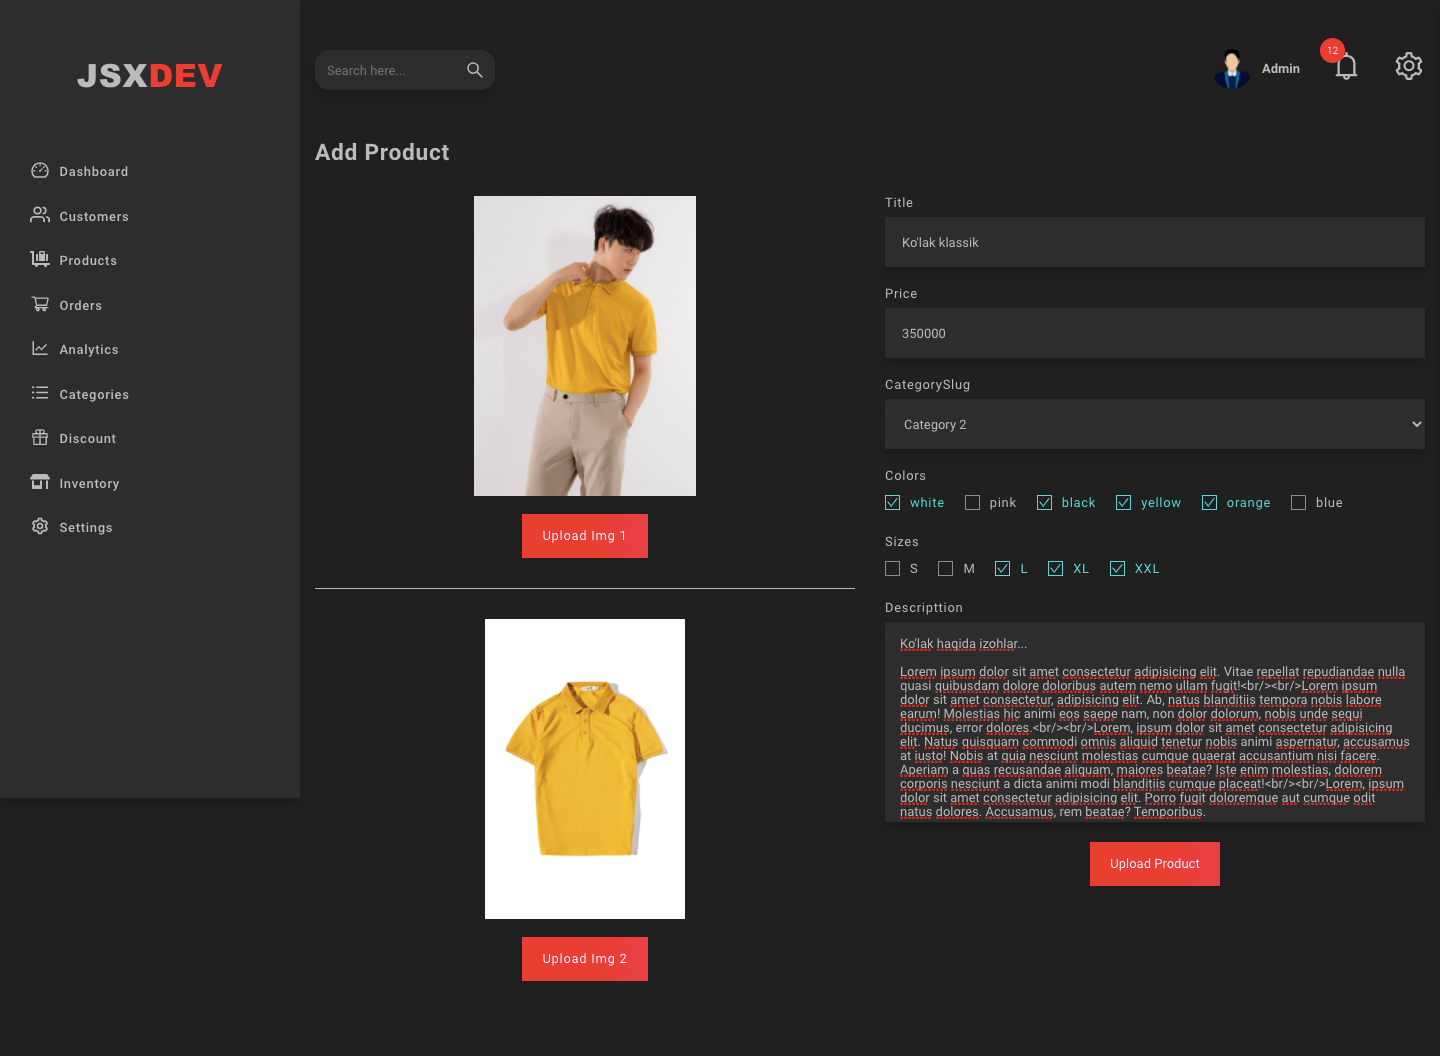 JSXDEV
Search here...
Admin
12
Dashboard
Customers
Products
Orders
Analytics
Categories
Discount
Inventory
Settings
Add Product
Upload Img 1
Upload Img 2
Title
Ko'lak klassik
Price
350000
CategorySlug
Category 2
Colors
white pink black yellow orange blue
Sizes
S M L XL XXL
Descripttion
Ko'lak haqida izohlar...
Lorem ipsum dolor sit amet consectetur adipisicing elit. Vitae repellat repudiandae nulla
quasi quibusdam dolore doloribus autem nemo ullam fugit!<br/><br/>Lorem ipsum
dolor sit amet consectetur, adipisicing elit. Ab, natus blanditiis tempora nobis labore
earum! Molestias hic animi eos saepe nam, non dolor dolorum, nobis unde sequi
ducimus, error dolores.<br/><br/>Lorem, ipsum dolor sit amet consectetur adipisicing
elit. Natus quisquam commodi omnis aliquid tenetur nobis animi aspernatur, accusamus
at iusto! Nobis at quia nesciunt molestias cumque quaerat accusantium nisi facere.
Aperiam a quas recusandae aliquam, maiores beatae? Iste enim molestias, dolorem
corporis nesciunt a dicta animi modi blanditiis cumque placeat!<br/><br/>Lorem, ipsum
dolor sit amet consectetur adipisicing elit. Porro fugit doloremque aut cumque odit
natus dolores. Accusamus, rem beatae? Temporibus.
Upload Product